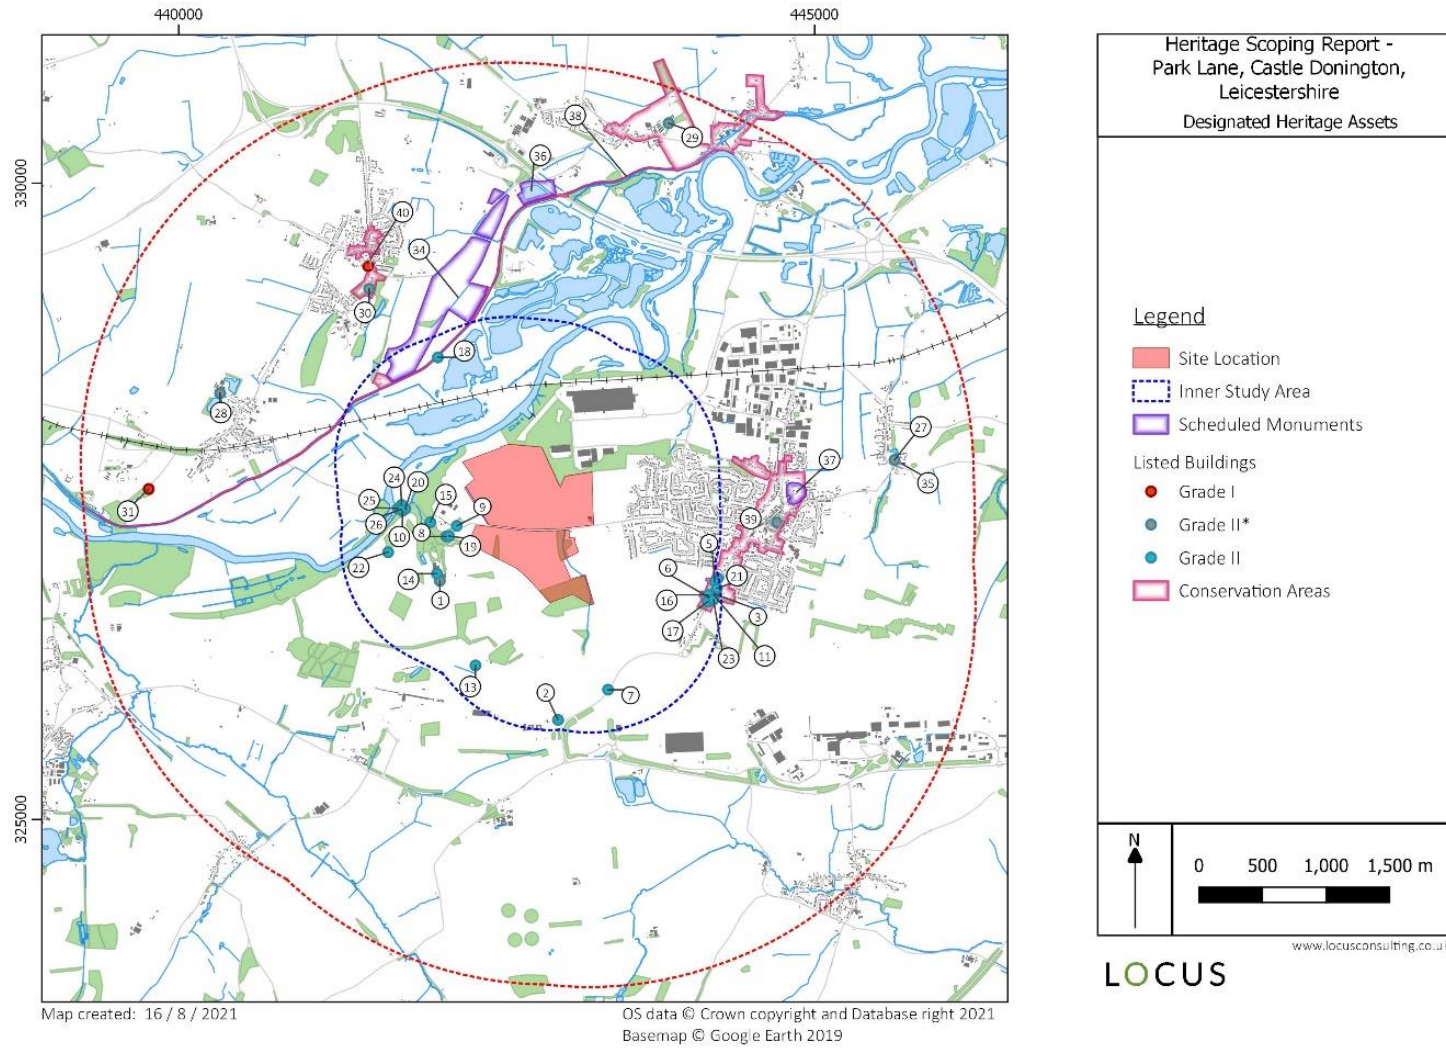 440000
445000
330000
325000
38
29
36
40
34
30
18
28
27
37
35
31
24
20
25
15
9
26
10
8
19
39
22
5
14
1
6
21
16
3
17
23
11
13
2
7
Map created: 16 / 8 / 2021
OS data © Crown copyright and Database right 2021
Basemap © Google Earth 2019
Heritage Scoping Report -
Park Lane, Castle Donington,
Leicestershire
Designated Heritage Assets
Legend
Site Location
Inner Study Area
Scheduled Monuments
Listed Buildings
Grade I
Grade II*
Grade II
Conservation Areas
N
0 500 1,000 1,500 m
www.locusconsulting.co.u
LOCUS